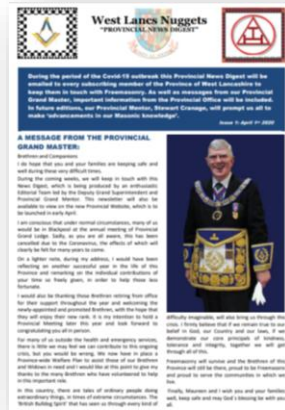 West Lancs Nuggets
"PROVINCIAL NEWS DIGEST"
During the period of the Covid-19 outbreak this Provincial News Digest will be
emailed to every subscribing member of the Province of West Lancashire to
keep them in touch with Freemasonry. As well as messages from our Provincial
Grand Master, important information from the Provincial Office will be included.
In future editions, our Provincial Mentor, Stewart Cranage, will prompt us all to
make 'advancements in our Masonic knowledge'.
Issue 1: April 1st 2020
A MESSAGE FROM THE PROVINCIAL
GRAND MASTER:
Brethren and Companions
I do hope that you and your families are keeping safe and
well during these very difficult times.
During the coming weeks, we will keep in touch with this
News Digest, which is being produced by an enthusiastic
Editorial Team led by the Deputy Grand Superintendent and
Provincial Grand Mentor. This newsletter will also be
available to view on the new Provincial Website, which is to
be launched in early April.
I am conscious that under normal circumstances, many of us
would be in Blackpool at the annual meeting of Provincial
Grand Lodge. Sadly, as you are all aware, this has been
cancelled due to the Coronavirus, the effects of which will
clearly be felt for many years to come.
On a lighter note, during my address, I would have been
reflecting on another successful year in the life of this
Province and remarking on the individual contributions of
your time so freely given, in order to help those less
fortunate.
I would also be thanking those Brethren retiring from office
for their support throughout the year and welcoming the
newly appointed and promoted Brethren, with the hope that
they will enjoy their new rank. It is my intention to hold a
Provincial Meeting later this year and look forward to
congratulating you all in person.
For many of us outside the health and emergency services,
there is little we may feel we can contribute to this ongoing
crisis, but you would be wrong. We now have in place a
Province-wide Welfare Plan to assist those of our Brethren
and Widows in need and I would like at this point to give my
thanks to the many Brethren who have volunteered to help
in this important role.
In this country, there are tales of ordinary people doing
extraordinary things, in times of extreme circumstances. The
'British Bulldog Spirit' that has seen us through every kind of
difficulty imaginable, will also bring us through this
crisis. I firmly believe that if we remain true to our
belief in God, our Country and our laws, if we
demonstrate our core principals of kindness,
tolerance and integrity, together we will get
through all of this.
Freemasonry will survive and the Brethren of this
Province will still be there, proud to be Freemasons
and proud to serve the communities in which we
live.
Finally, Maureen and I wish you and your families
well, keep safe and may God's blessing be with you
all.